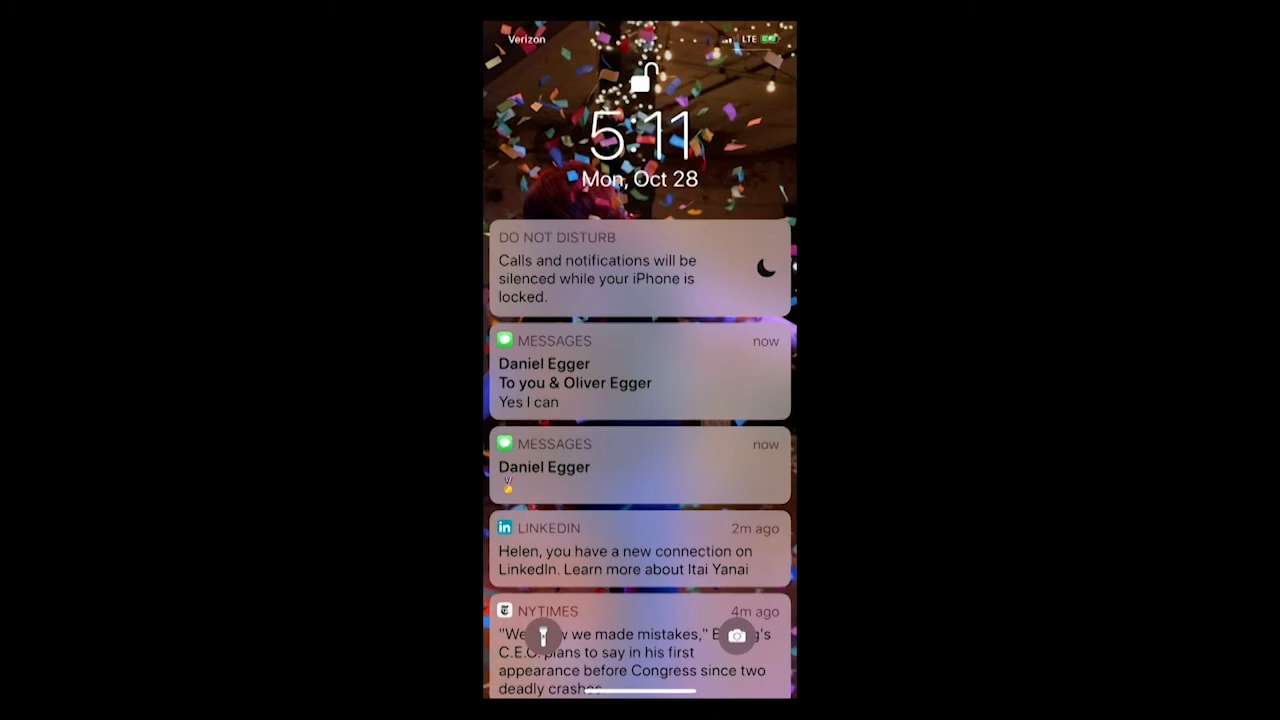 Verizon
LTE
5:11
Mon, Oct 28
DO NOT DISTURB
Calls and notifications will be
silenced while your iPhone is
locked.
MESSAGES now
Daniel Egger
To you & Oliver Egger
Yes I can
MESSAGES now
Daniel Egger
LINKEDIN 2m ago
Helen, you have a new connection on
LinkedIn. Learn more about Itai Yanai
NYTIMES 4m ago
we made mistakes,"
C.E.O. plans to say in his first
appearance before Congress since two
deadly crashes